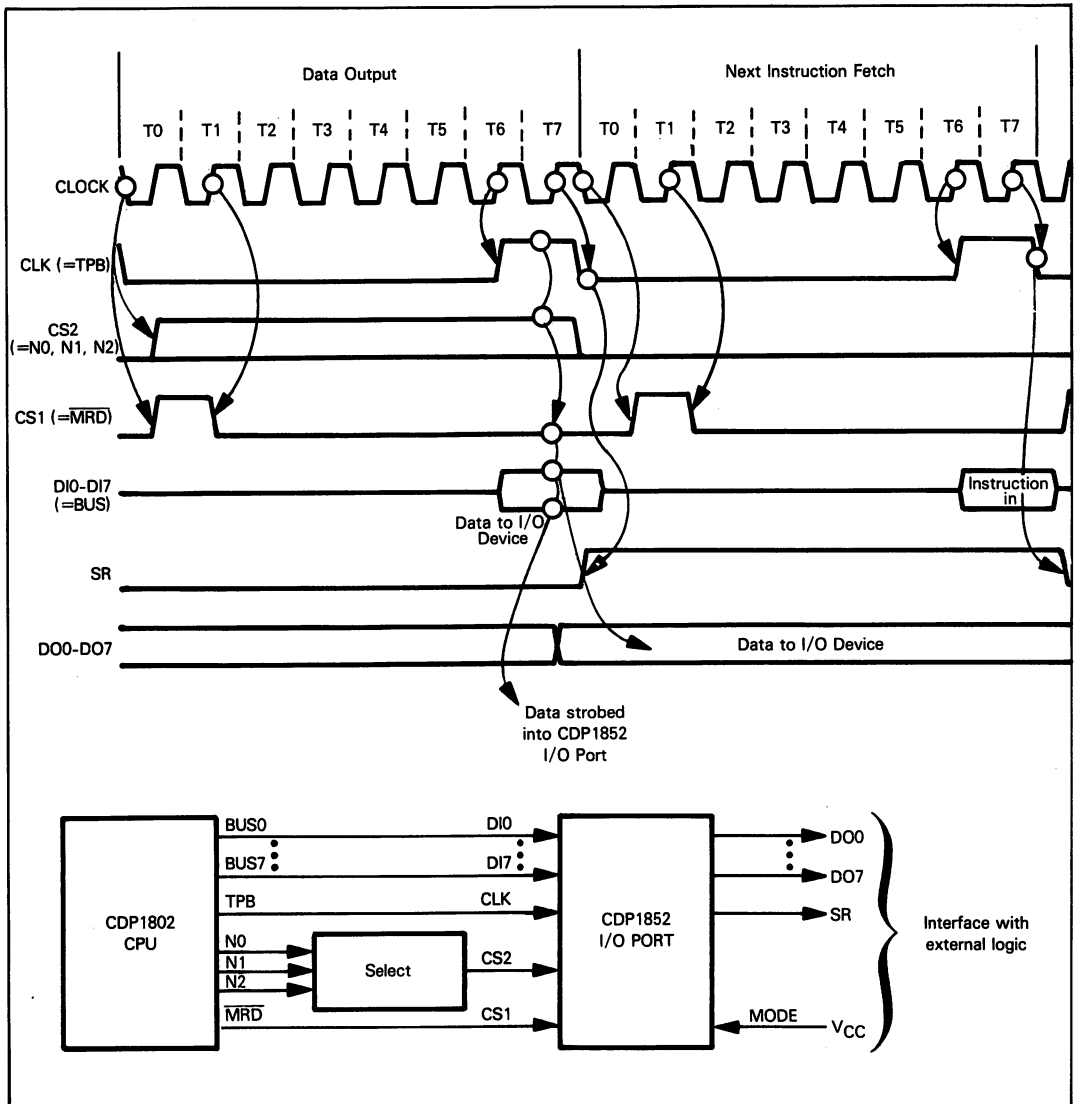 Data Output
Next Instruction Fetch
T0 T1 T2 T3 T4 T5 T6 T7 T0 T1 T2 T3 T4 T5 T6 T7
CLOCK
CLK (=TPB)
CS2
(=N0, N1, N2)
CS1 (=M̅R̅D̅)
DI0-DI7
(=BUS)
Data to I/O
Device
Instruction
in
SR
DO0-DO7
Data to I/O Device
Data strobed
into CDP1852
I/O Port
CDP1802
CPU
BUS0
BUS7
TPB
N0
N1
N2
M̅R̅D̅
Select
DI0
DI7
CLK
CS2
CS1
CDP1852
I/O PORT
DO0
DO7
SR
MODE
VCC
Interface with
external logic